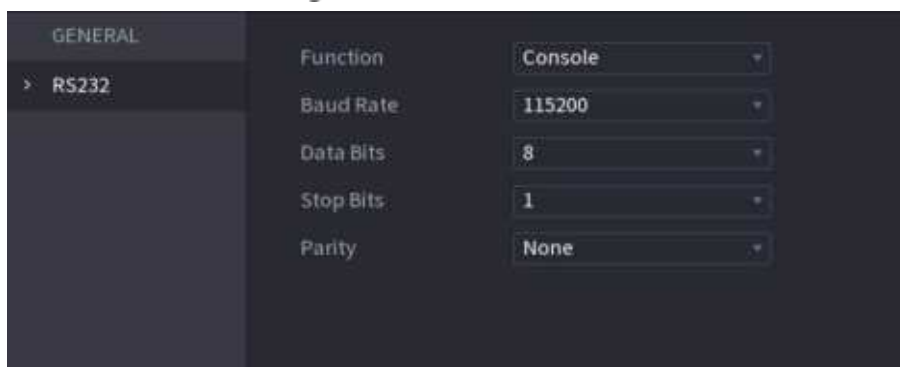 GENERAL
RS232
Function Console
Baud Rate 115200
Data Bits 8
Stop Bits 1
Parity None